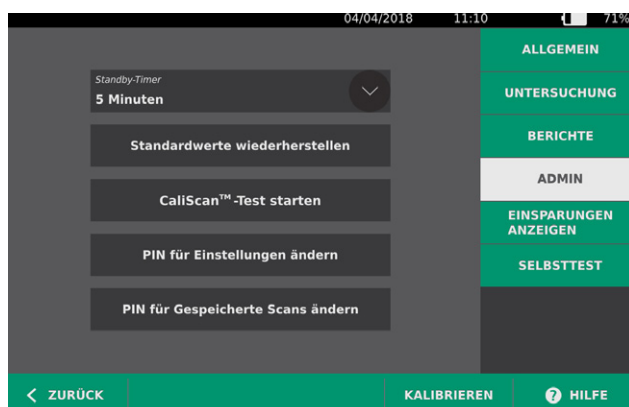 04/04/2018 11:10 71%
Standby-Timer
5 Minuten
Standardwerte wiederherstellen
CaliScan™-Test starten
PIN für Einstellungen ändern
PIN für Gespeicherte Scans ändern
ALLGEMEIN
UNTERSUCHUNG
BERICHTE
ADMIN
EINSPARUNGEN
ANZEIGEN
SELBSTTEST
ZURÜCK KALIBRIEREN ? HILFE